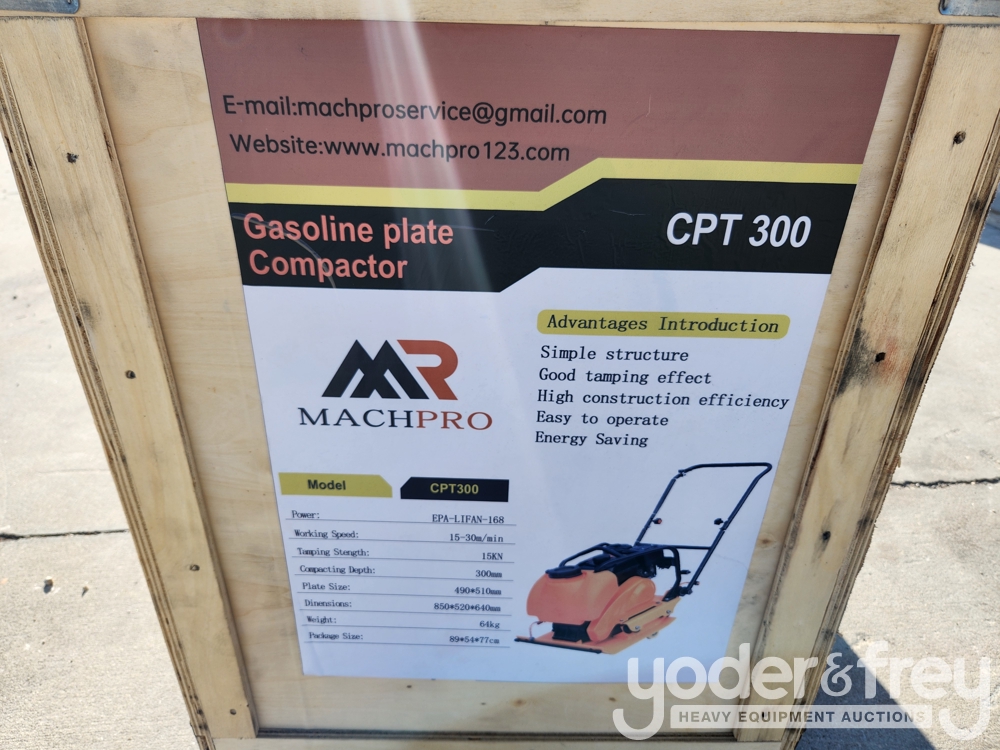 E-mail:machproservice@gmail.com
Website:www.machpro123.com
Gasoline plate
Compactor
CPT 300
Advantages Introduction
Simple structure
Good tamping effect
High construction efficiency
Easy to operate
Energy Saving
MR
MACHPRO
Model CPT300
Power: EPA-LIFAN-168
Working Speed: 15-30m/min
Tamping Stength: 15KN
Compacting Depth: 300mm
Plate Size: 490*510mm
Dinensions: 850*520*640mm
Weight: 64kg
Package Size: 89*54*77cm
yoder&frey
HEAVY EQUIPMENT AUCTIONS